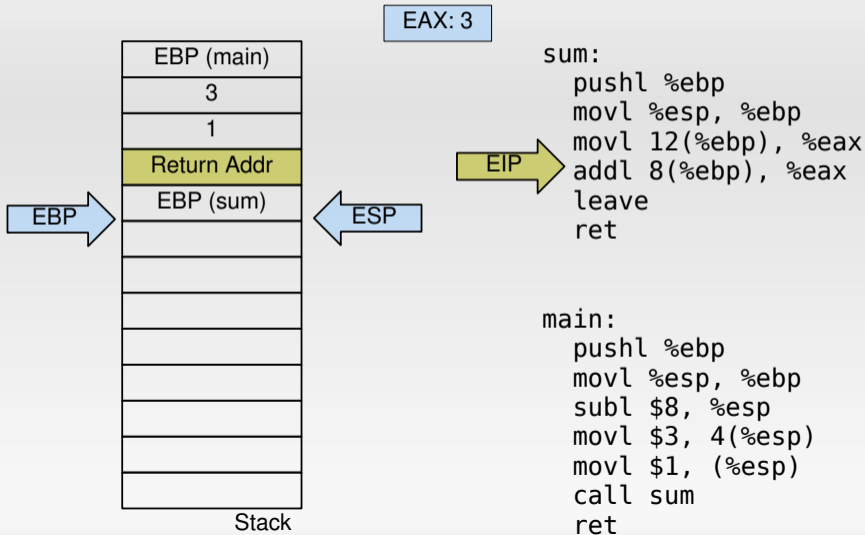 EAX: 3
EBP (main)
3
1
Return Addr
EBP (sum)
EBP
ESP
Stack
EIP
sum:
pushl %ebp
movl %esp, %ebp
movl 12(%ebp), %eax
addl 8(%ebp), %eax
leave
ret
main:
pushl %ebp
movl %esp, %ebp
subl $8, %esp
movl $3, 4(%esp)
movl $1, (%esp)
call sum
ret